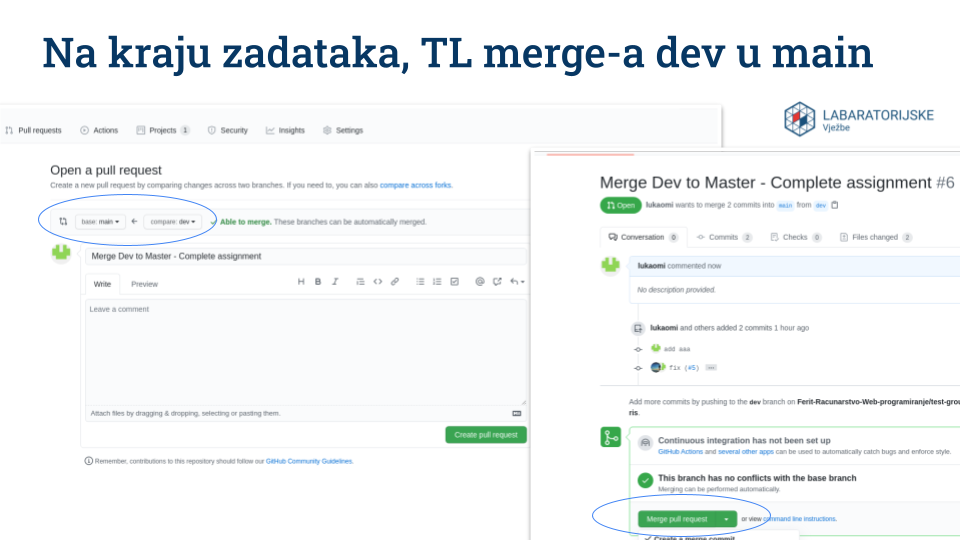 Na kraju zadataka, TL merge-a dev u main
LABARATORIJSKE
Vježbe
Pull requests Actions Projects 1 Security Insights Settings
Open a pull request
Create a new pull request by comparing changes across two branches. If you need to, you can also compare across forks.
base: main ← compare: dev ✓ Able to merge. These branches can be automatically merged.
Merge Dev to Master - Complete assignment
Write Preview H B I
Leave a comment
Attach files by dragging & dropping, selecting or pasting them.
Create pull request
Remember, contributions to this repository should follow our GitHub Community Guidelines.
Merge Dev to Master - Complete assignment #6
Open lukaomi wants to merge 2 commits into main from dev
Conversation 0 Commits 2 Checks 0 Files changed 2
lukaomi commented now
No description provided.
lukaomi and others added 2 commits 1 hour ago
add aaa
fix (#5) ...
Add more commits by pushing to the dev branch on Ferit-Racunarstvo-Web-programiranje/test-grou
ris.
Continuous integration has not been set up
GitHub Actions and several other apps can be used to automatically catch bugs and enforce style.
This branch has no conflicts with the base branch
Merging can be performed automatically.
Merge pull request or view command line instructions.
✓ Create a merge commit